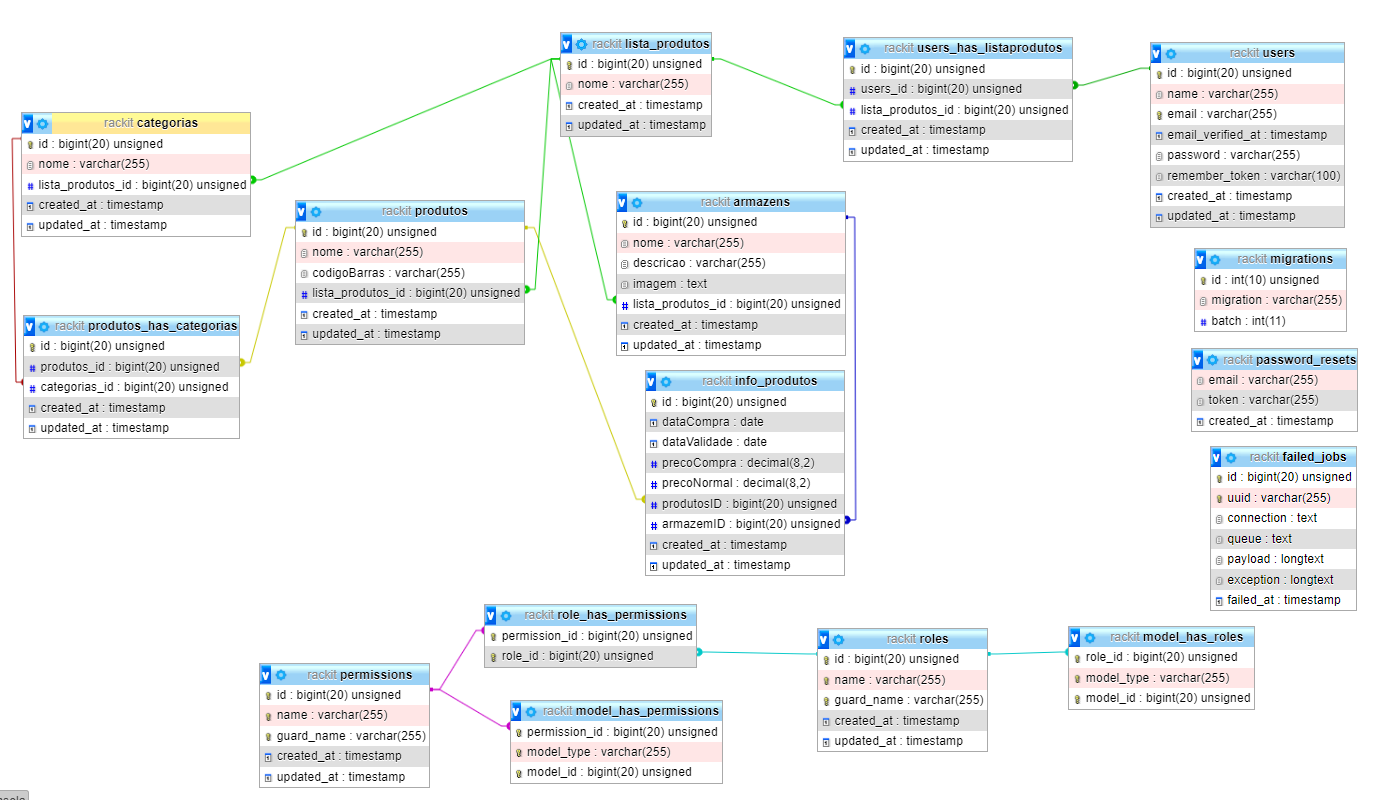 rackit lista_produtos
id : bigint(20) unsigned
nome : varchar(255)
created_at : timestamp
updated_at : timestamp
rackit users_has_listaprodutos
id : bigint(20) unsigned
users_id : bigint(20) unsigned
lista_produtos_id : bigint(20) unsigned
created_at : timestamp
updated_at : timestamp
rackit users
id : bigint(20) unsigned
name : varchar(255)
email : varchar(255)
email_verified_at : timestamp
password : varchar(255)
remember_token : varchar(100)
created_at : timestamp
updated_at : timestamp
rackit categorias
id : bigint(20) unsigned
nome : varchar(255)
lista_produtos_id : bigint(20) unsigned
created_at : timestamp
updated_at : timestamp
rackit produtos
id : bigint(20) unsigned
nome : varchar(255)
codigoBarras : varchar(255)
lista_produtos_id : bigint(20) unsigned
created_at : timestamp
updated_at : timestamp
rackit armazens
id : bigint(20) unsigned
nome : varchar(255)
descricao : varchar(255)
imagem : text
lista_produtos_id : bigint(20) unsigned
created_at : timestamp
updated_at : timestamp
rackit migrations
id : int(10) unsigned
migration : varchar(255)
batch : int(11)
rackit produtos_has_categorias
id : bigint(20) unsigned
produtos_id : bigint(20) unsigned
categorias_id : bigint(20) unsigned
created_at : timestamp
updated_at : timestamp
rackit info_produtos
id : bigint(20) unsigned
dataCompra : date
dataValidade : date
precoCompra : decimal(8,2)
precoNormal : decimal(8,2)
produtosID : bigint(20) unsigned
armazemID : bigint(20) unsigned
created_at : timestamp
updated_at : timestamp
rackit password_resets
email : varchar(255)
token : varchar(255)
created_at : timestamp
rackit failed_jobs
id : bigint(20) unsigned
uuid : varchar(255)
connection : text
queue : text
payload : longtext
exception : longtext
failed_at : timestamp
rackit role_has_permissions
permission_id : bigint(20) unsigned
role_id : bigint(20) unsigned
rackit roles
id : bigint(20) unsigned
name : varchar(255)
guard_name : varchar(255)
created_at : timestamp
updated_at : timestamp
rackit model_has_roles
role_id : bigint(20) unsigned
model_type : varchar(255)
model_id : bigint(20) unsigned
rackit permissions
id : bigint(20) unsigned
name : varchar(255)
guard_name : varchar(255)
created_at : timestamp
updated_at : timestamp
rackit model_has_permissions
permission_id : bigint(20) unsigned
model_type : varchar(255)
model_id : bigint(20) unsigned